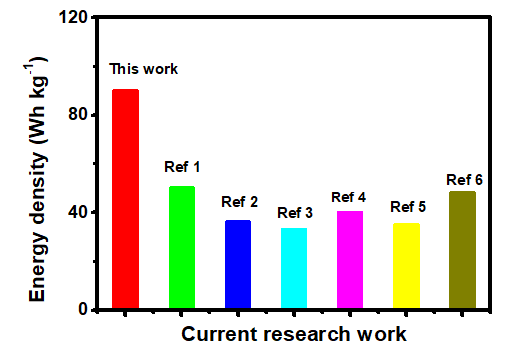 120
80
40
0
Energy density (Wh kg⁻¹)
This work
Ref 1
Ref 2
Ref 3
Ref 4
Ref 5
Ref 6
Current research work